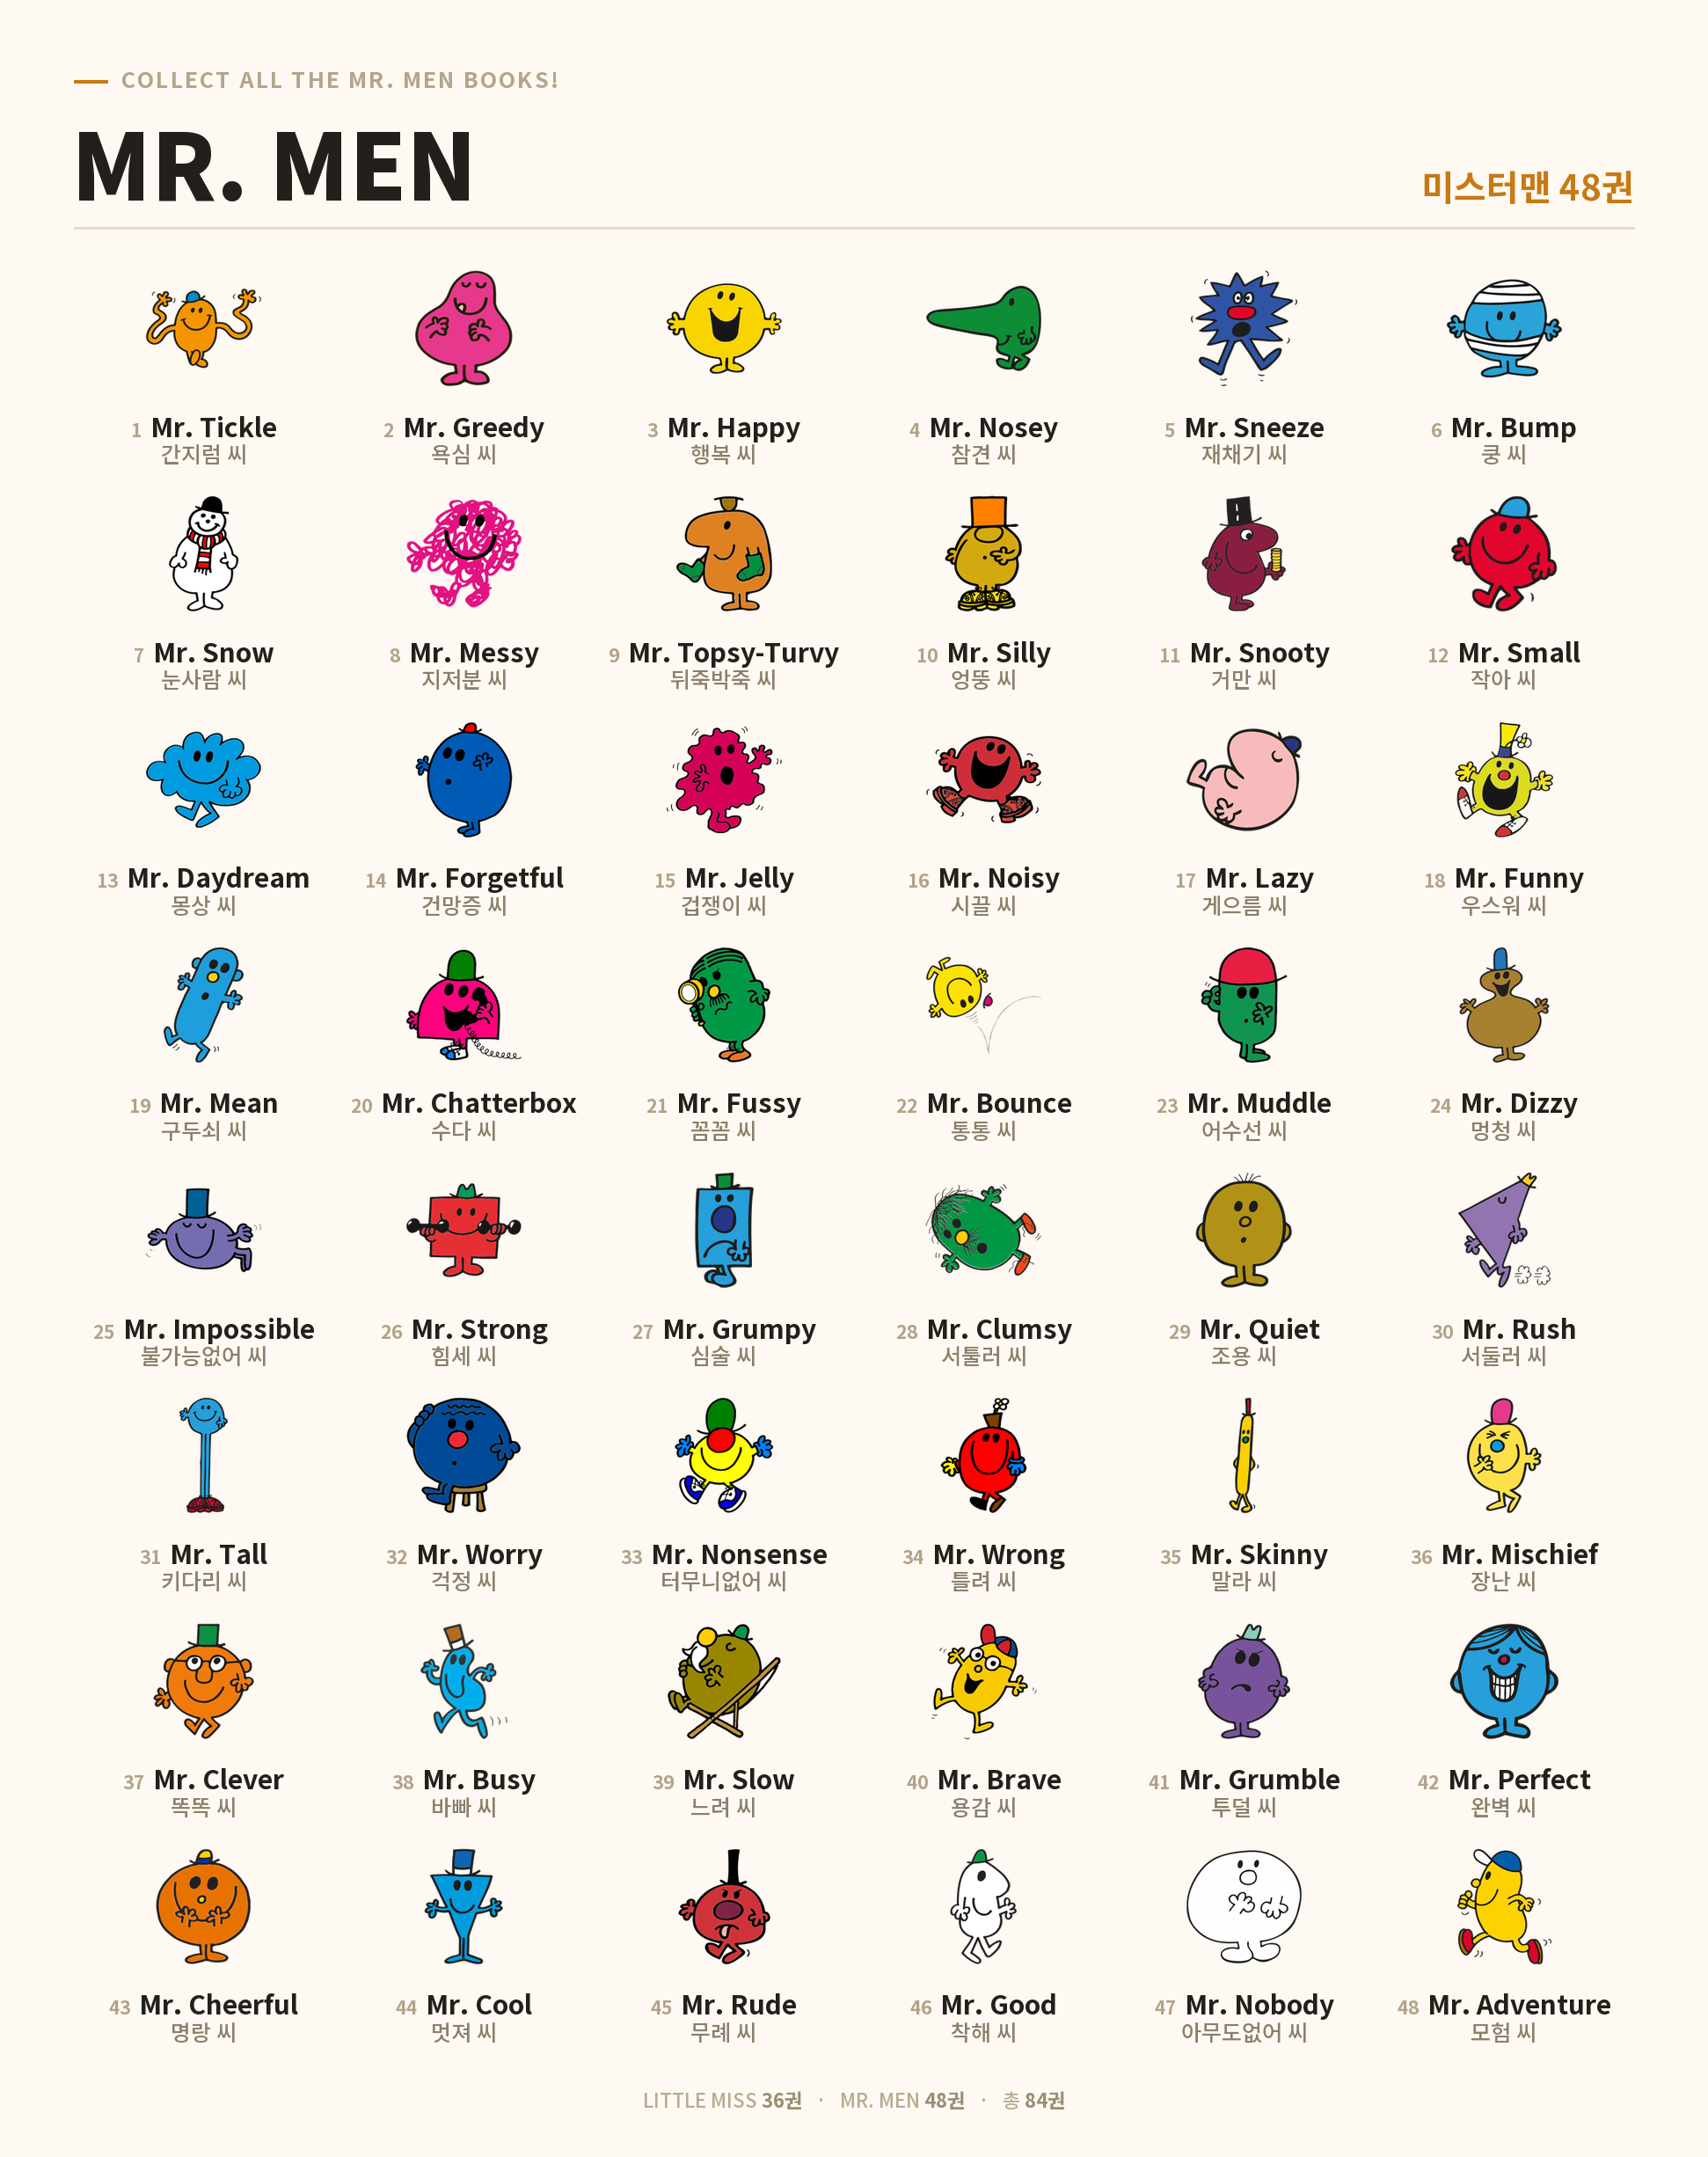 COLLECT ALL THE MR. MEN BOOKS!
MR. MEN
미스터맨 48권
1 Mr. Tickle
간지럼 씨
2 Mr. Greedy
욕심 씨
3 Mr. Happy
행복 씨
4 Mr. Nosey
참견 씨
5 Mr. Sneeze
재채기 씨
6 Mr. Bump
쿵 씨
7 Mr. Snow
눈사람 씨
8 Mr. Messy
지저분 씨
9 Mr. Topsy-Turvy
뒤죽박죽 씨
10 Mr. Silly
엉뚱 씨
11 Mr. Snooty
거만 씨
12 Mr. Small
작아 씨
13 Mr. Daydream
몽상 씨
14 Mr. Forgetful
건망증 씨
15 Mr. Jelly
겁쟁이 씨
16 Mr. Noisy
시끌 씨
17 Mr. Lazy
게으름 씨
18 Mr. Funny
우스워 씨
19 Mr. Mean
구두쇠 씨
20 Mr. Chatterbox
수다 씨
21 Mr. Fussy
꼼꼼 씨
22 Mr. Bounce
통통 씨
23 Mr. Muddle
어수선 씨
24 Mr. Dizzy
멍청 씨
25 Mr. Impossible
불가능없어 씨
26 Mr. Strong
힘세 씨
27 Mr. Grumpy
심술 씨
28 Mr. Clumsy
서툴러 씨
29 Mr. Quiet
조용 씨
30 Mr. Rush
서둘러 씨
31 Mr. Tall
키다리 씨
32 Mr. Worry
걱정 씨
33 Mr. Nonsense
터무니없어 씨
34 Mr. Wrong
틀려 씨
35 Mr. Skinny
말라 씨
36 Mr. Mischief
장난 씨
37 Mr. Clever
똑똑 씨
38 Mr. Busy
바빠 씨
39 Mr. Slow
느려 씨
40 Mr. Brave
용감 씨
41 Mr. Grumble
투덜 씨
42 Mr. Perfect
완벽 씨
43 Mr. Cheerful
명랑 씨
44 Mr. Cool
멋져 씨
45 Mr. Rude
무례 씨
46 Mr. Good
착해 씨
47 Mr. Nobody
아무도없어 씨
48 Mr. Adventure
모험 씨
LITTLE MISS 36권 · MR. MEN 48권 · 총 84권